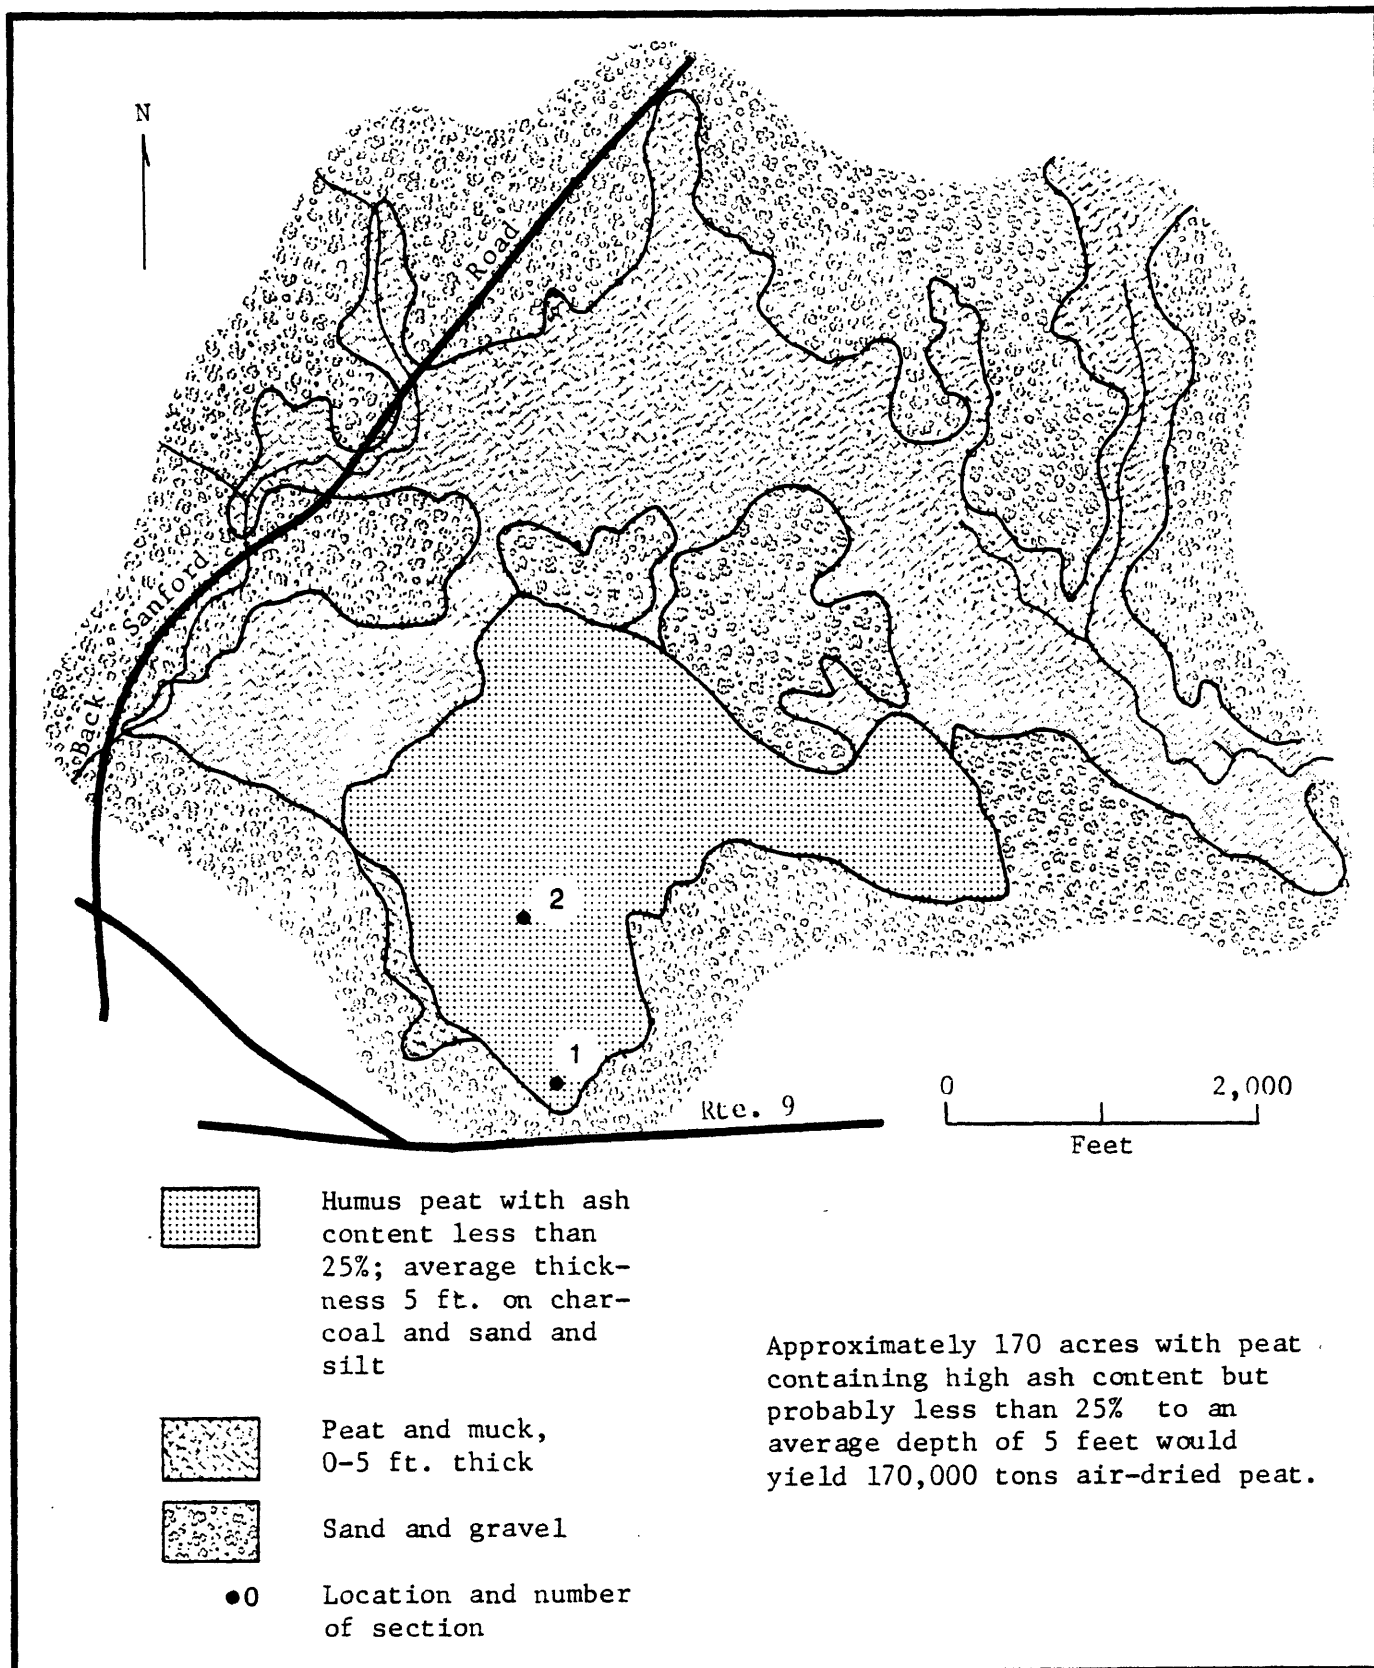 N
Back Sanford Road
2
1
Rte. 9
0 2,000
Feet
Humus peat with ash
content less than
25%; average thick-
ness 5 ft. on char-
coal and sand and
silt
Peat and muck,
0-5 ft. thick
Sand and gravel
0 Location and number
of section
Approximately 170 acres with peat
containing high ash content but
probably less than 25% to an
average depth of 5 feet would
yield 170,000 tons air-dried peat.